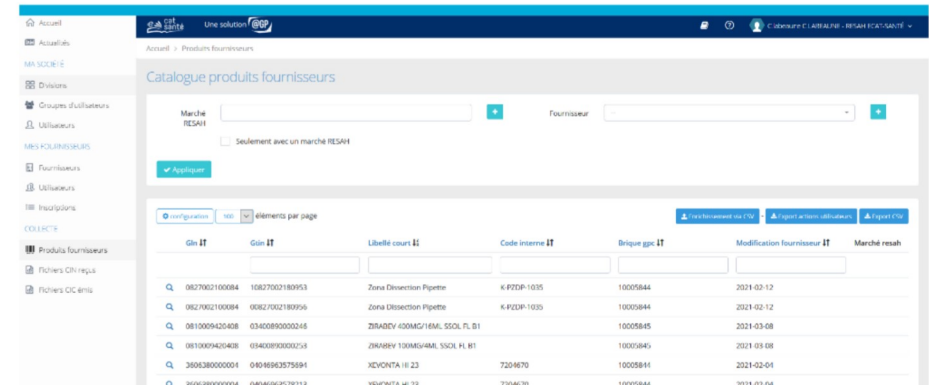 Accueil
Actualités
MA SOCIÉTÉ
Divisions
Groupes d'utilisateurs
Utilisateurs
MES FOURNISSEURS
Fournisseurs
Utilisateurs
Inscriptions
COLLECTE
Produits fournisseurs
Fichiers CIN reçus
Fichiers CIC émis
e cat santé Une solution @GP
Accueil > Produits fournisseurs
Catalogue produits fournisseurs
Marché RESAH
Fournisseur
Seulement avec un marché RESAH
Appliquer
configuration 100 éléments par page
Enrichissement via CSV Export actions utilisateurs Export CSV
Gln Gtin Libellé court Code interne Brique gpc Modification fournisseur Marché resah
0827002100084 10827002180953 Zona Dissection Pipette K-PZDP-1035 10005844 2021-02-12
0827002100084 00827002180956 Zona Dissection Pipette K-PZDP-1035 10005844 2021-02-12
0810009420408 03400890000246 ZIRABEV 400MG/16ML SSOL FL B1 10005845 2021-03-08
0810009420408 03400890000253 ZIRABEV 100MG/4ML SSOL FL B1 10005845 2021-03-08
3606380000004 04046963575694 XEVONTA HI 23 7204670 10005844 2021-02-04